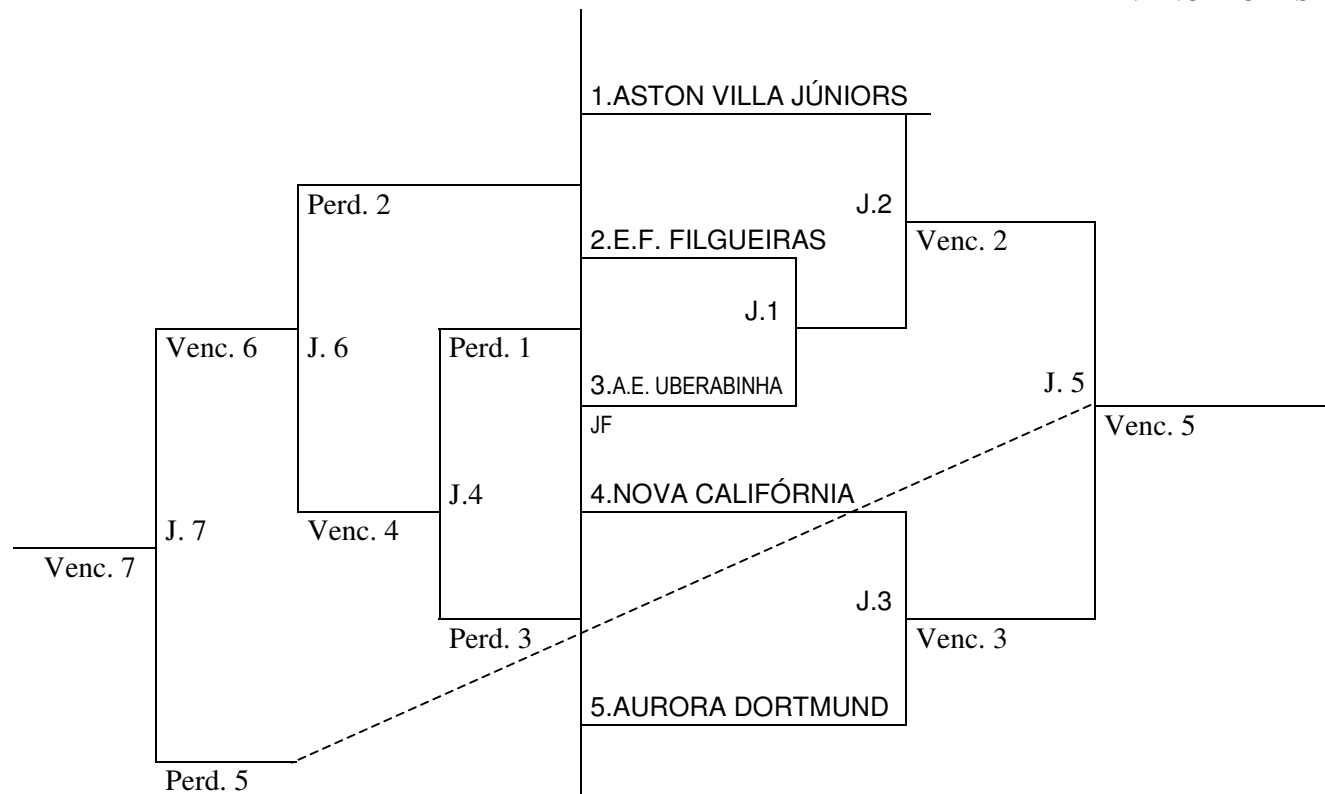 1.ASTON VILLA JÚNIORS
Perd. 2
J.2
2.E.F. FILGUEIRAS
Venc. 2
J.1
Venc. 6
J. 6
Perd. 1
3.A.E. UBERABINHA
J. 5
JF
Venc. 5
J.4
4.NOVA CALIFÓRNIA
J. 7
Venc. 4
Venc. 7
J.3
Perd. 3
Venc. 3
5.AURORA DORTMUND
Perd. 5